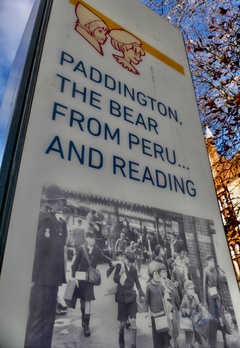 PADDINGTON,
THE BEAR
FROM PERU...
AND READING